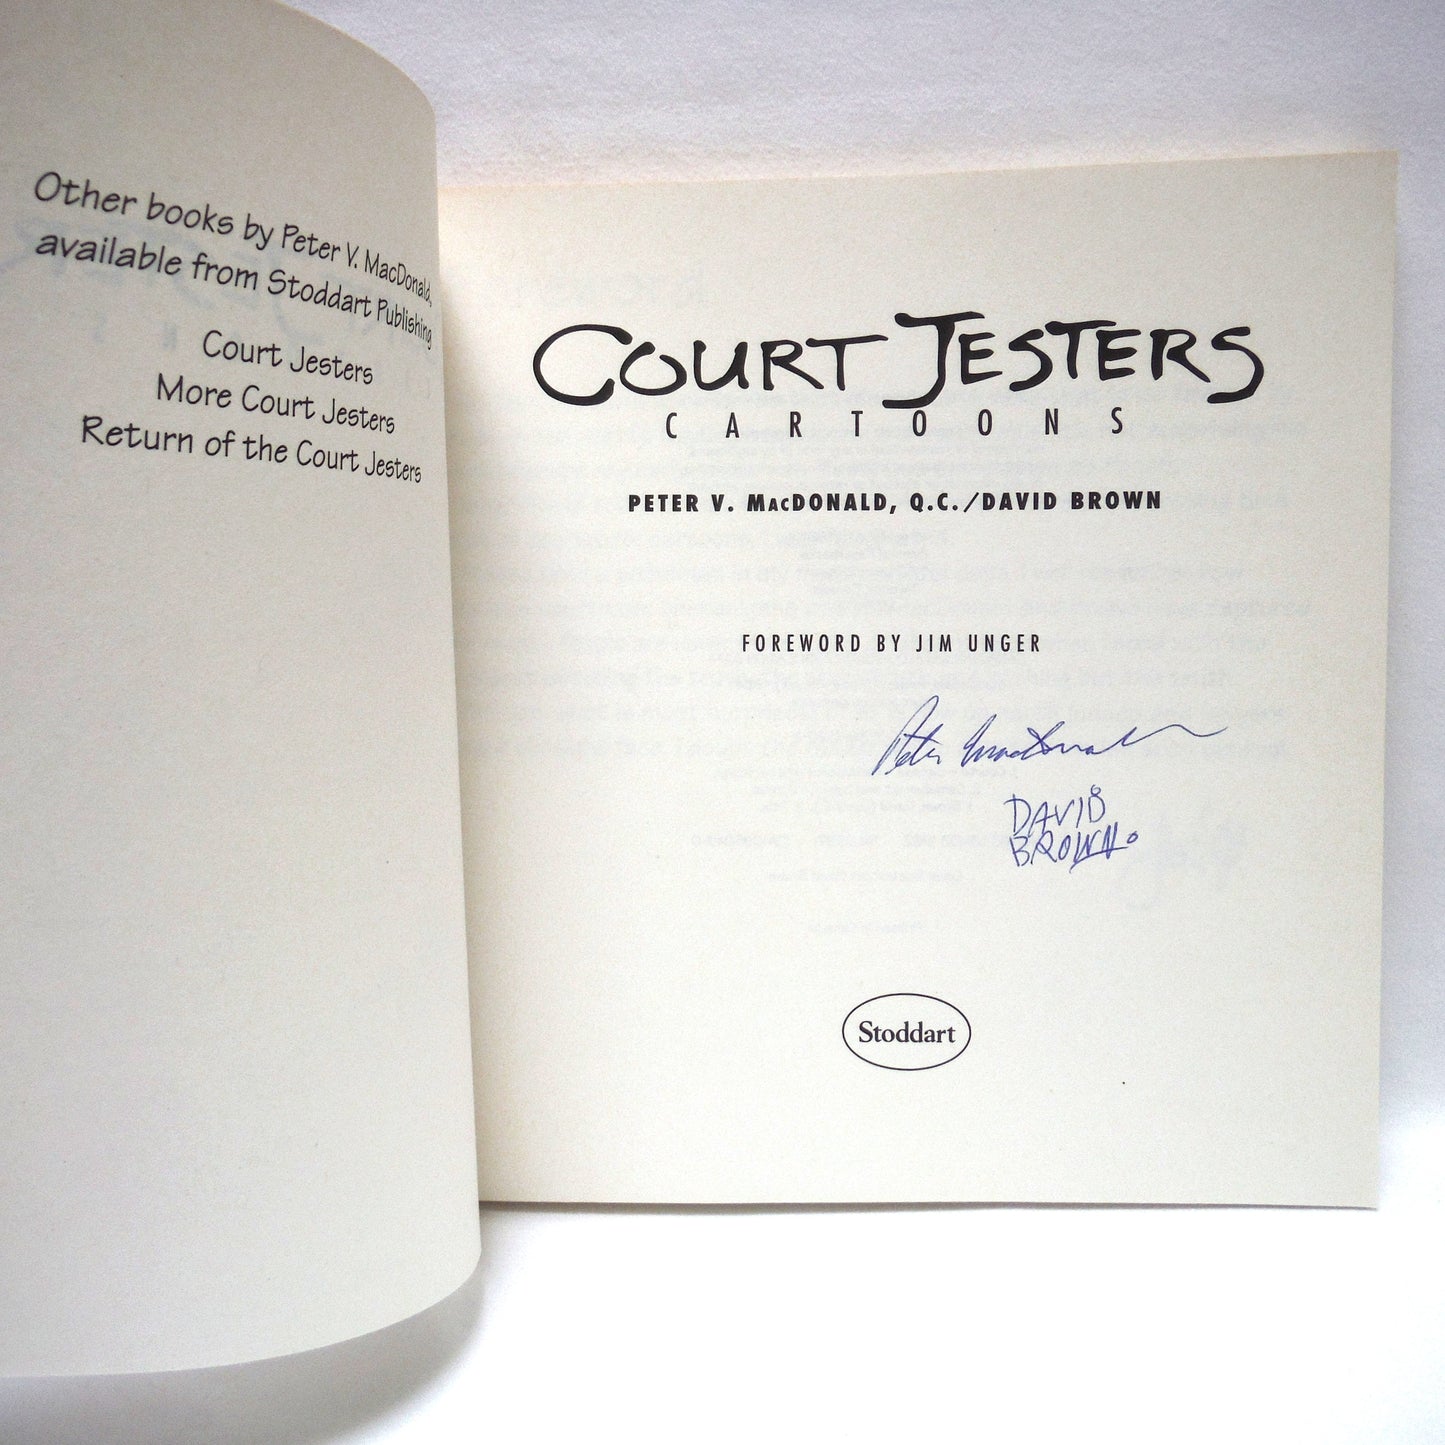 Other books by Peter V. MacDonald,
available from Stoddart Publishing
Court Jesters
More Court Jesters
Return of the Court Jesters
COURT JESTERS
CARTOONS
PETER V. MacDONALD, Q.C./DAVID BROWN
FOREWORD BY JIM UNGER
Peter MacDonald
DAVID
BROWN
Stoddart